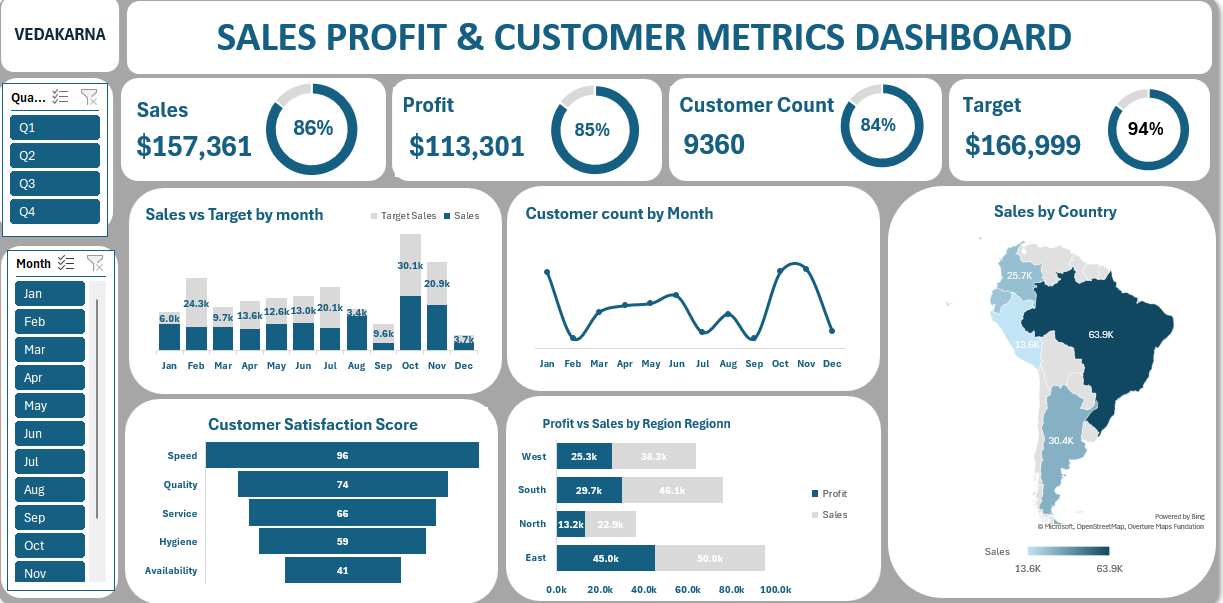 VEDAKARNA
SALES PROFIT & CUSTOMER METRICS DASHBOARD
Qua...
Q1
Q2
Q3
Q4
Month
Jan
Feb
Mar
Apr
May
Jun
Jul
Aug
Sep
Oct
Nov
Sales
$157,361
86%
Profit
$113,301
85%
Customer Count
9360
84%
Target
$166,999
94%
Sales vs Target by month
Target Sales Sales
6.0k 24.3k 9.7k 13.6k 12.6k 13.0k 20.1k 3.4k 9.6k 30.1k 20.9k 3.7k
Jan Feb Mar Apr May Jun Jul Aug Sep Oct Nov Dec
Customer count by Month
Jan Feb Mar Apr May Jun Jul Aug Sep Oct Nov Dec
Customer Satisfaction Score
Speed 96
Quality 74
Service 66
Hygiene 59
Availability 41
Profit vs Sales by Region Regionn
West 25.3k 38.3k
South 29.7k 46.1k
North 13.2k 22.9k
East 45.0k 50.0k
0.0k 20.0k 40.0k 60.0k 80.0k 100.0k
Profit
Sales
Sales by Country
25.7K
63.9K
13.6K
30.4K
Powered by Bing
© Microsoft, OpenStreetMap, Overture Maps Fundation
Sales
13.6K 63.9K